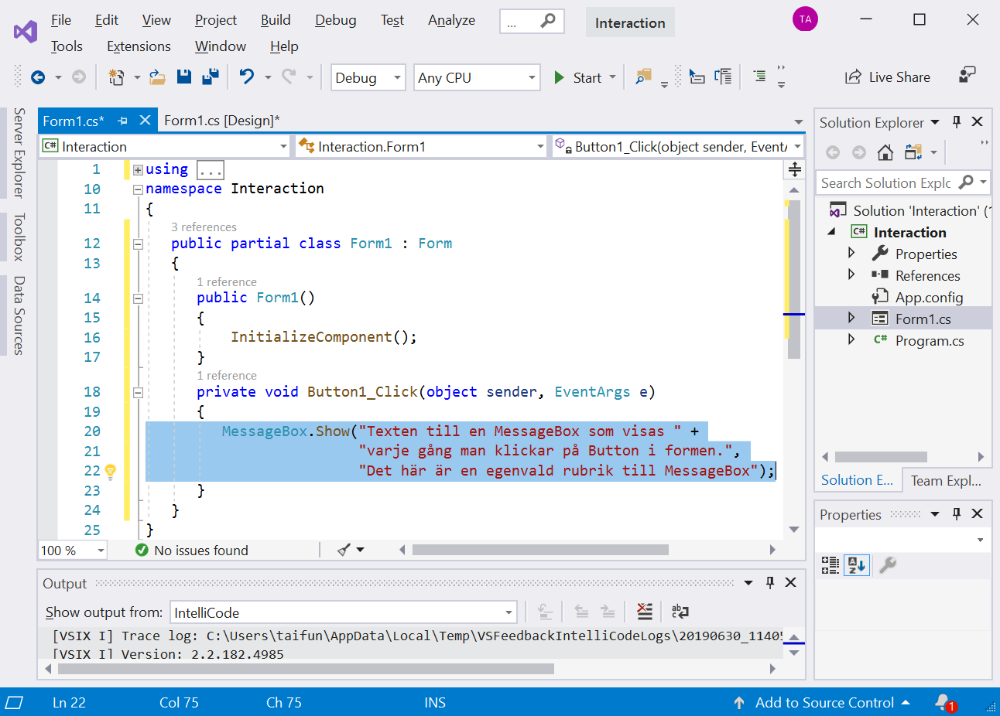 File Edit View Project Build Debug Test Analyze ... Interaction TA
Tools Extensions Window Help
Debug Any CPU Start Live Share
Server Explorer
Toolbox
Data Sources
Form1.cs* Form1.cs [Design]*
C# Interaction Interaction.Form1 Button1_Click(object sender, EventA
1 using ...
10 namespace Interaction
11 {
3 references
12 public partial class Form1 : Form
13 {
1 reference
14 public Form1()
15 {
16 InitializeComponent();
17 }
1 reference
18 private void Button1_Click(object sender, EventArgs e)
19 {
20 MessageBox.Show("Texten till en MessageBox som visas " +
21 "varje gång man klickar på Button i formen.",
22 "Det här är en egenvald rubrik till MessageBox");
23 }
24 }
25 }
100 % No issues found
Output
Show output from: IntelliCode
[VSIX I] Trace log: C:\Users\taifun\AppData\Local\Temp\VSFeedbackIntelliCodeLogs\20190630_11405
[VSIX I] Version: 2.2.182.4985
Solution Explorer
Search Solution Explc
Solution 'Interaction' (1
C# Interaction
Properties
References
App.config
Form1.cs
C# Program.cs
Solution E... Team Expl...
Properties
Ln 22 Col 75 Ch 75 INS Add to Source Control 1